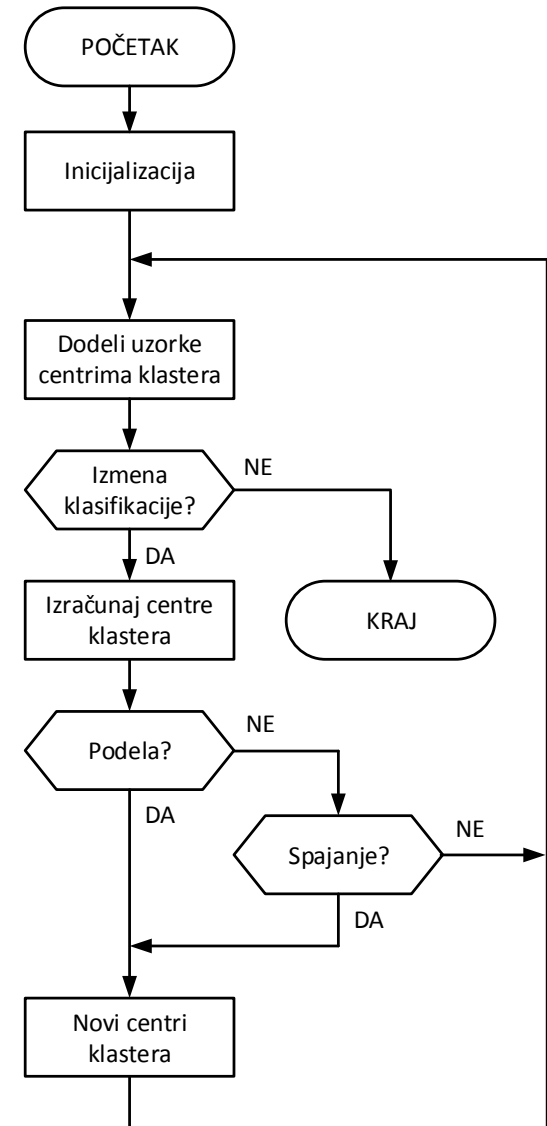 POČETAK
Inicijalizacija
Dodeli uzorke
centrima klastera
Izmena
klasifikacije?
NE
DA
Izračunaj centre
klastera
KRAJ
Podela?
NE
DA
Spajanje?
NE
DA
Novi centri
klastera